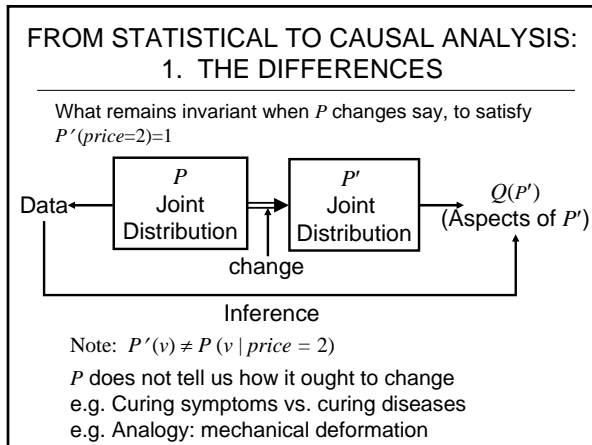 FROM STATISTICAL TO CAUSAL ANALYSIS:
1. THE DIFFERENCES
What remains invariant when P changes say, to satisfy
P′(price=2)=1
Data
P
Joint
Distribution
change
P′
Joint
Distribution
Q(P′)
(Aspects of P′)
Inference
Note: P′(v) ≠ P (v | price = 2)
P does not tell us how it ought to change
e.g. Curing symptoms vs. curing diseases
e.g. Analogy: mechanical deformation